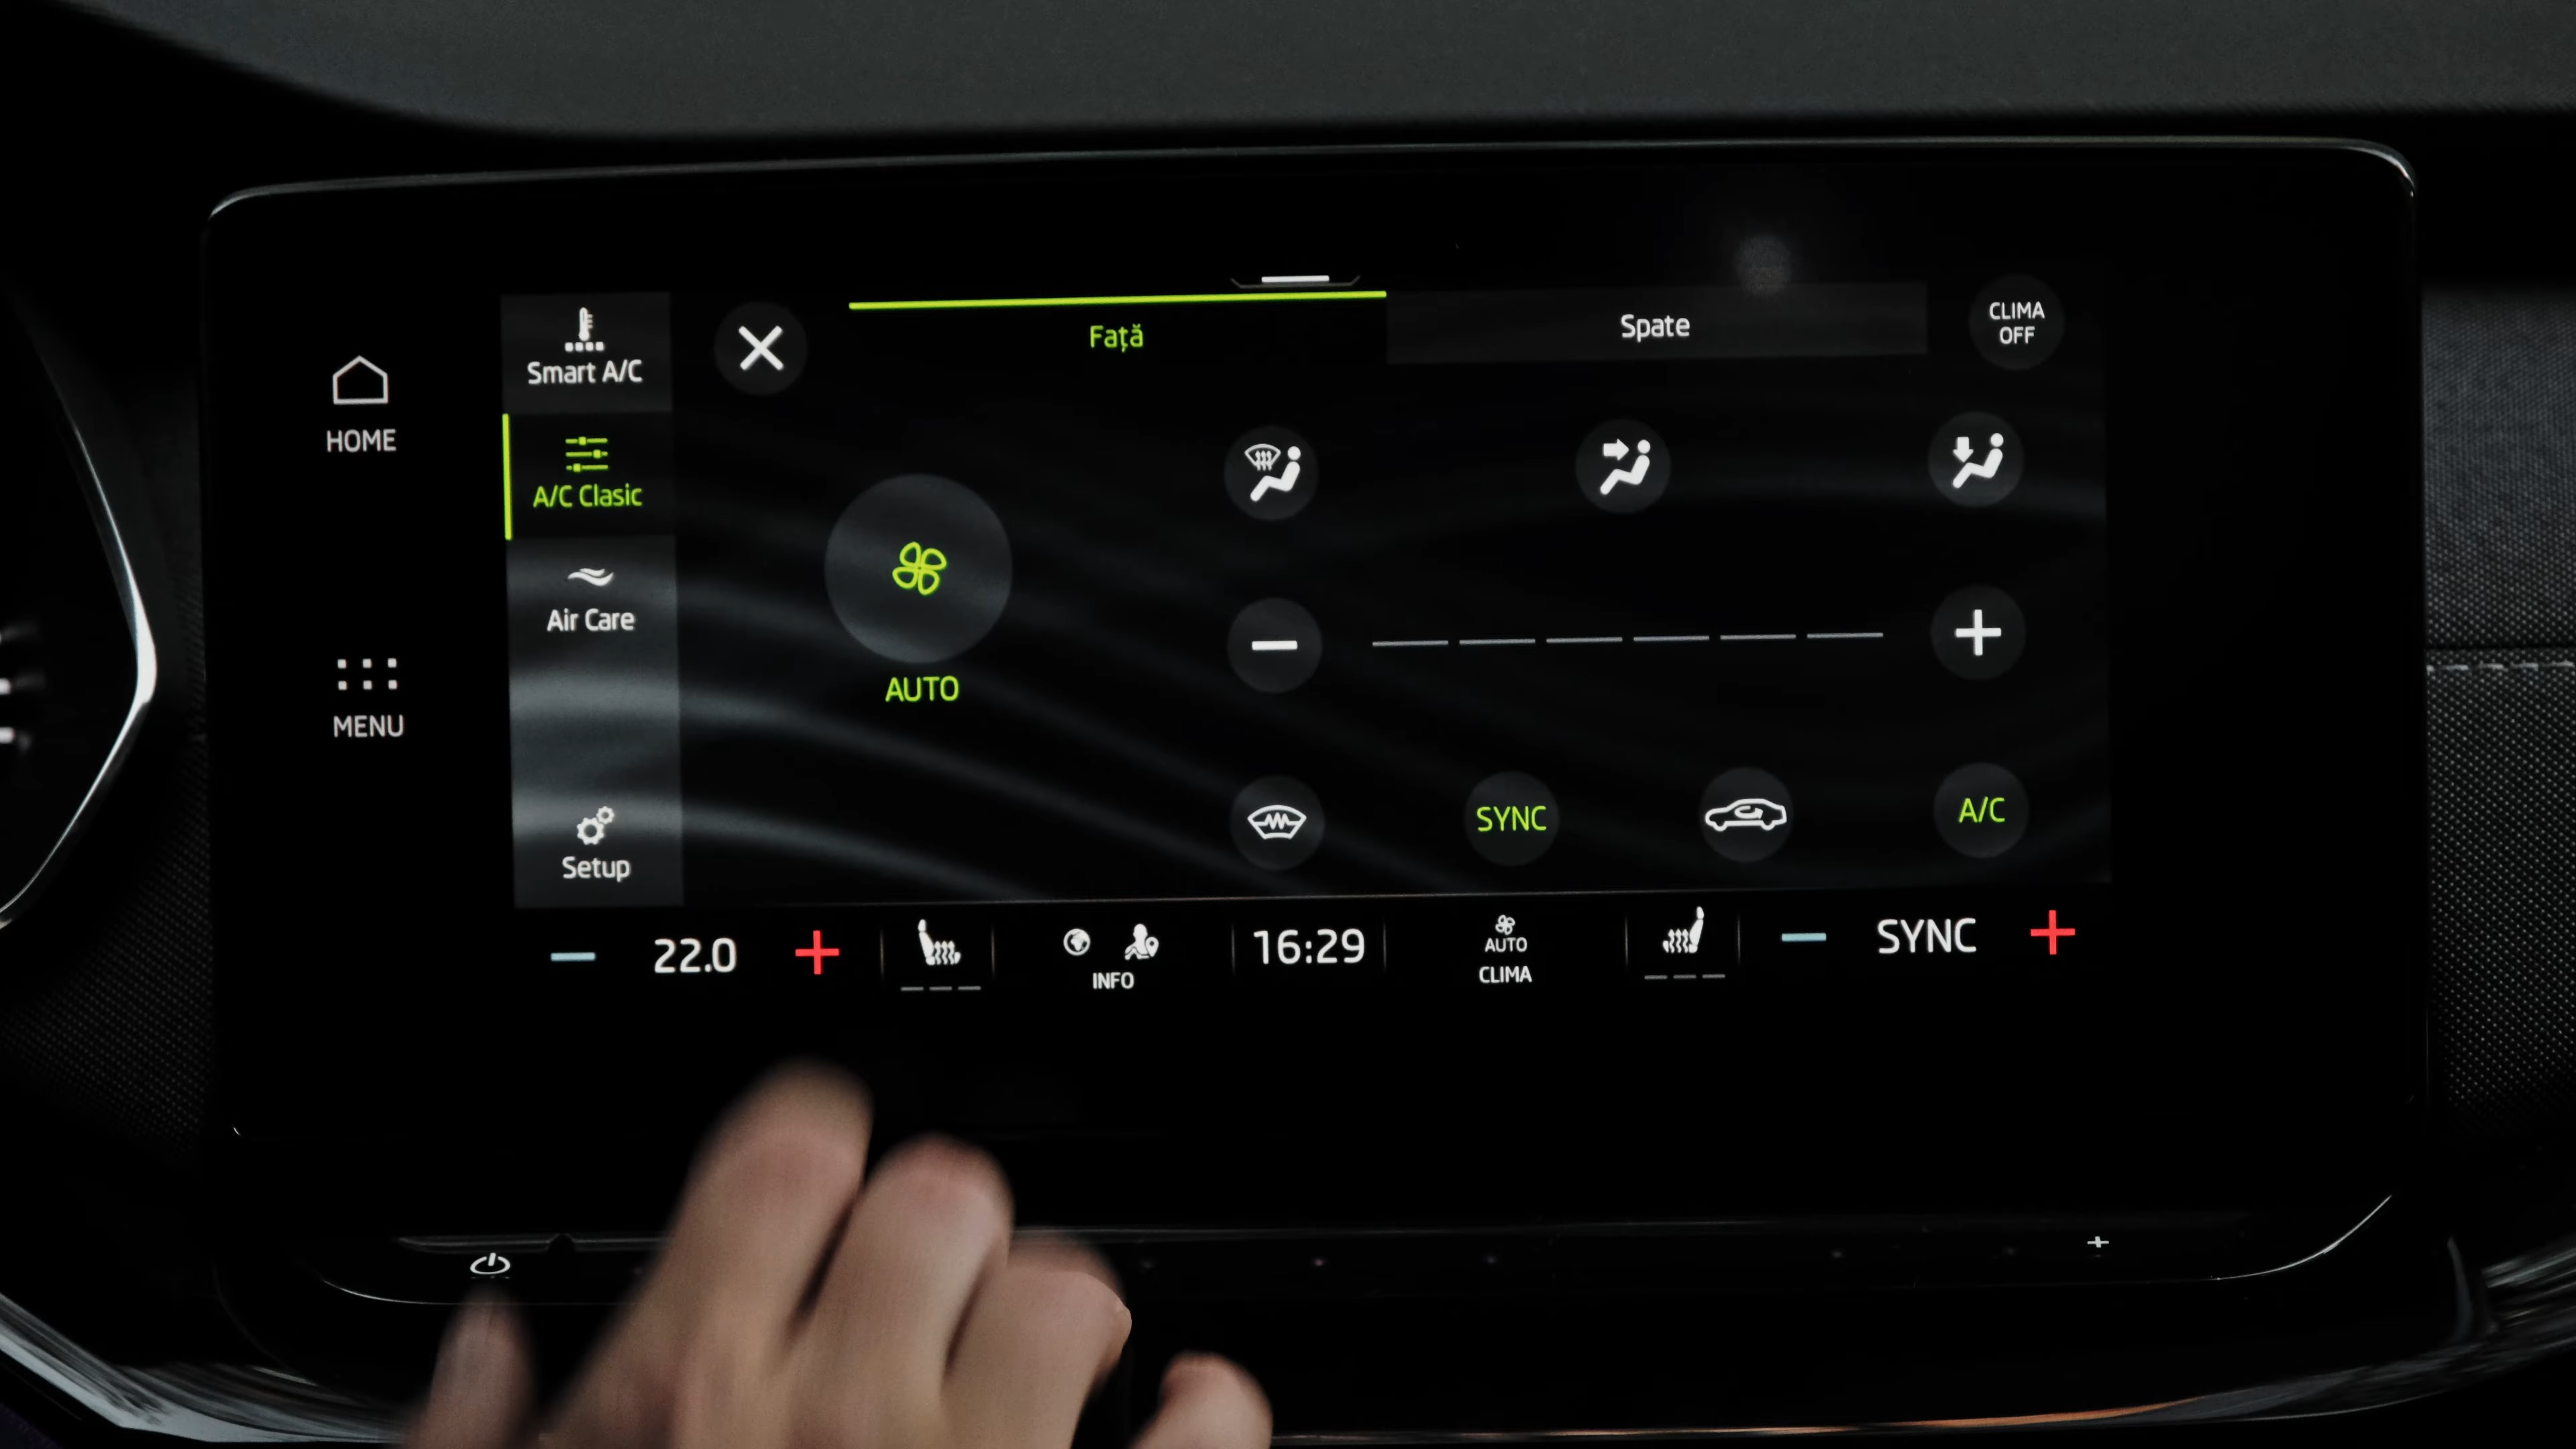 HOME
MENU
Smart A/C
A/C Clasic
Air Care
Setup
Față
Spate
CLIMA
OFF
AUTO
SYNC
A/C
22.0
INFO
16:29
AUTO
CLIMA
SYNC